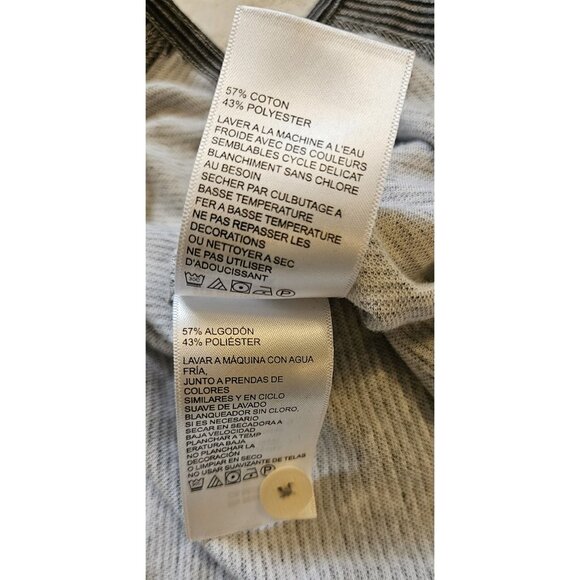 57% COTON
43% POLYESTER
LAVER A LA MACHINE A L'EAU
FROIDE AVEC DES COULEURS
SEMBLABLES CYCLE DELICAT
BLANCHIMENT SANS CHLORE
AU BESOIN
SECHER PAR CULBUTAGE A
BASSE TEMPERATURE
FER A BASSE TEMPERATURE
NE PAS REPASSER LES
DECORATIONS
OU NETTOYER A SEC
NE PAS UTILISER
D'ADOUCISSANT
57% ALGODÓN
43% POLIÉSTER
LAVAR A MÁQUINA CON AGUA
FRÍA,
JUNTO A PRENDAS DE
COLORES
SIMILARES Y EN CICLO
SUAVE DE LAVADO
BLANQUEADOR SIN CLORO,
SI ES NECESARIO
SECAR EN SECADORA A
BAJA VELOCIDAD
PLANCHAR A TEMP
ERATURA BAJA
NO PLANCHAR LA
DECORACIÓN
O LIMPIAR EN SECO
NO USAR SUAVIZANTE DE TELAS